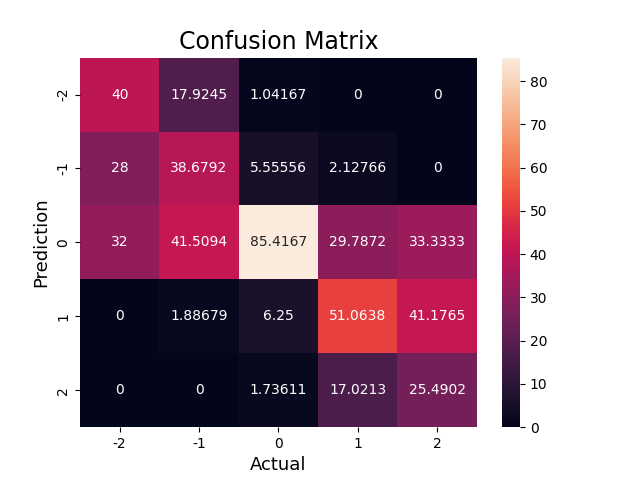 Confusion Matrix
-2 40 17.9245 1.04167 0 0
-1 28 38.6792 5.55556 2.12766 0
0 32 41.5094 85.4167 29.7872 33.3333
1 0 1.88679 6.25 51.0638 41.1765
2 0 0 1.73611 17.0213 25.4902
-2 -1 0 1 2
Prediction
Actual
80
70
60
50
40
30
20
10
0